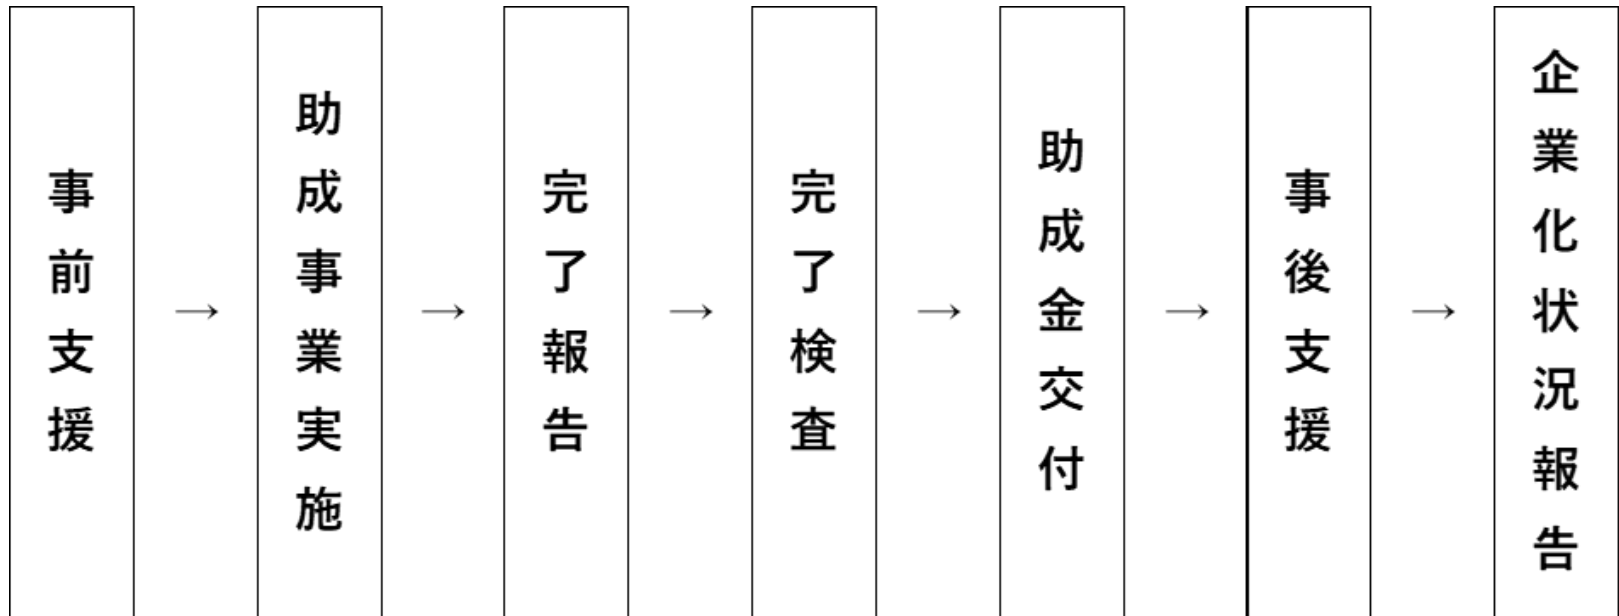 事前支援
→
助成事業実施
→
完了報告
→
完了検査
→
助成金交付
→
事後支援
→
企業化状況報告